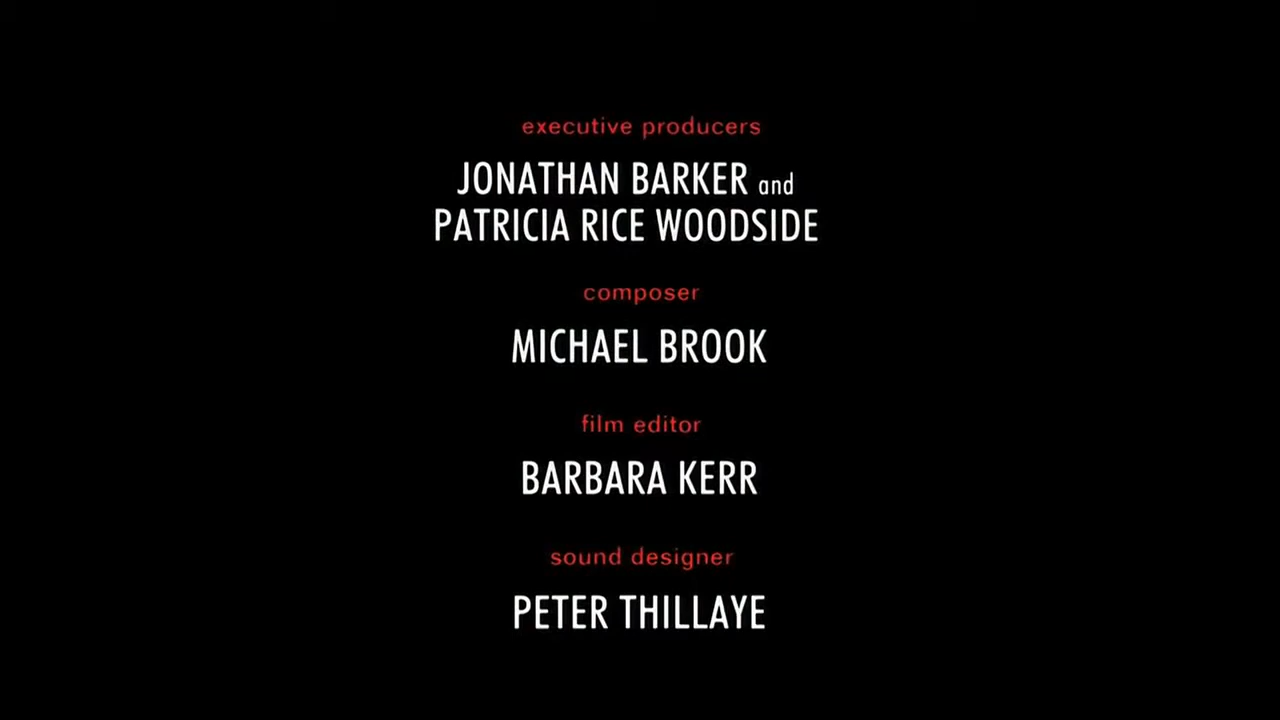 executive producers
JONATHAN BARKER and
PATRICIA RICE WOODSIDE
composer
MICHAEL BROOK
film editor
BARBARA KERR
sound designer
PETER THILLAYE